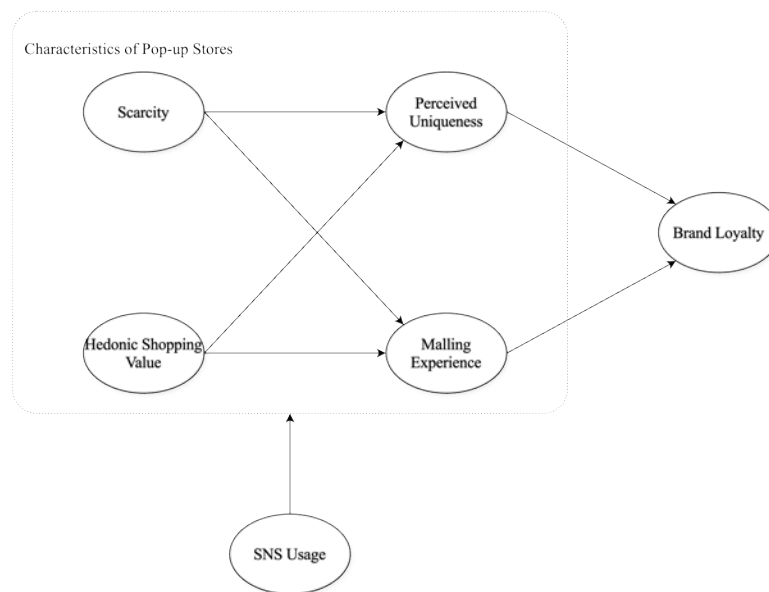 Characteristics of Pop-up Stores
Scarcity
Perceived
Uniqueness
Brand Loyalty
Hedonic Shopping
Value
Malling
Experience
SNS Usage